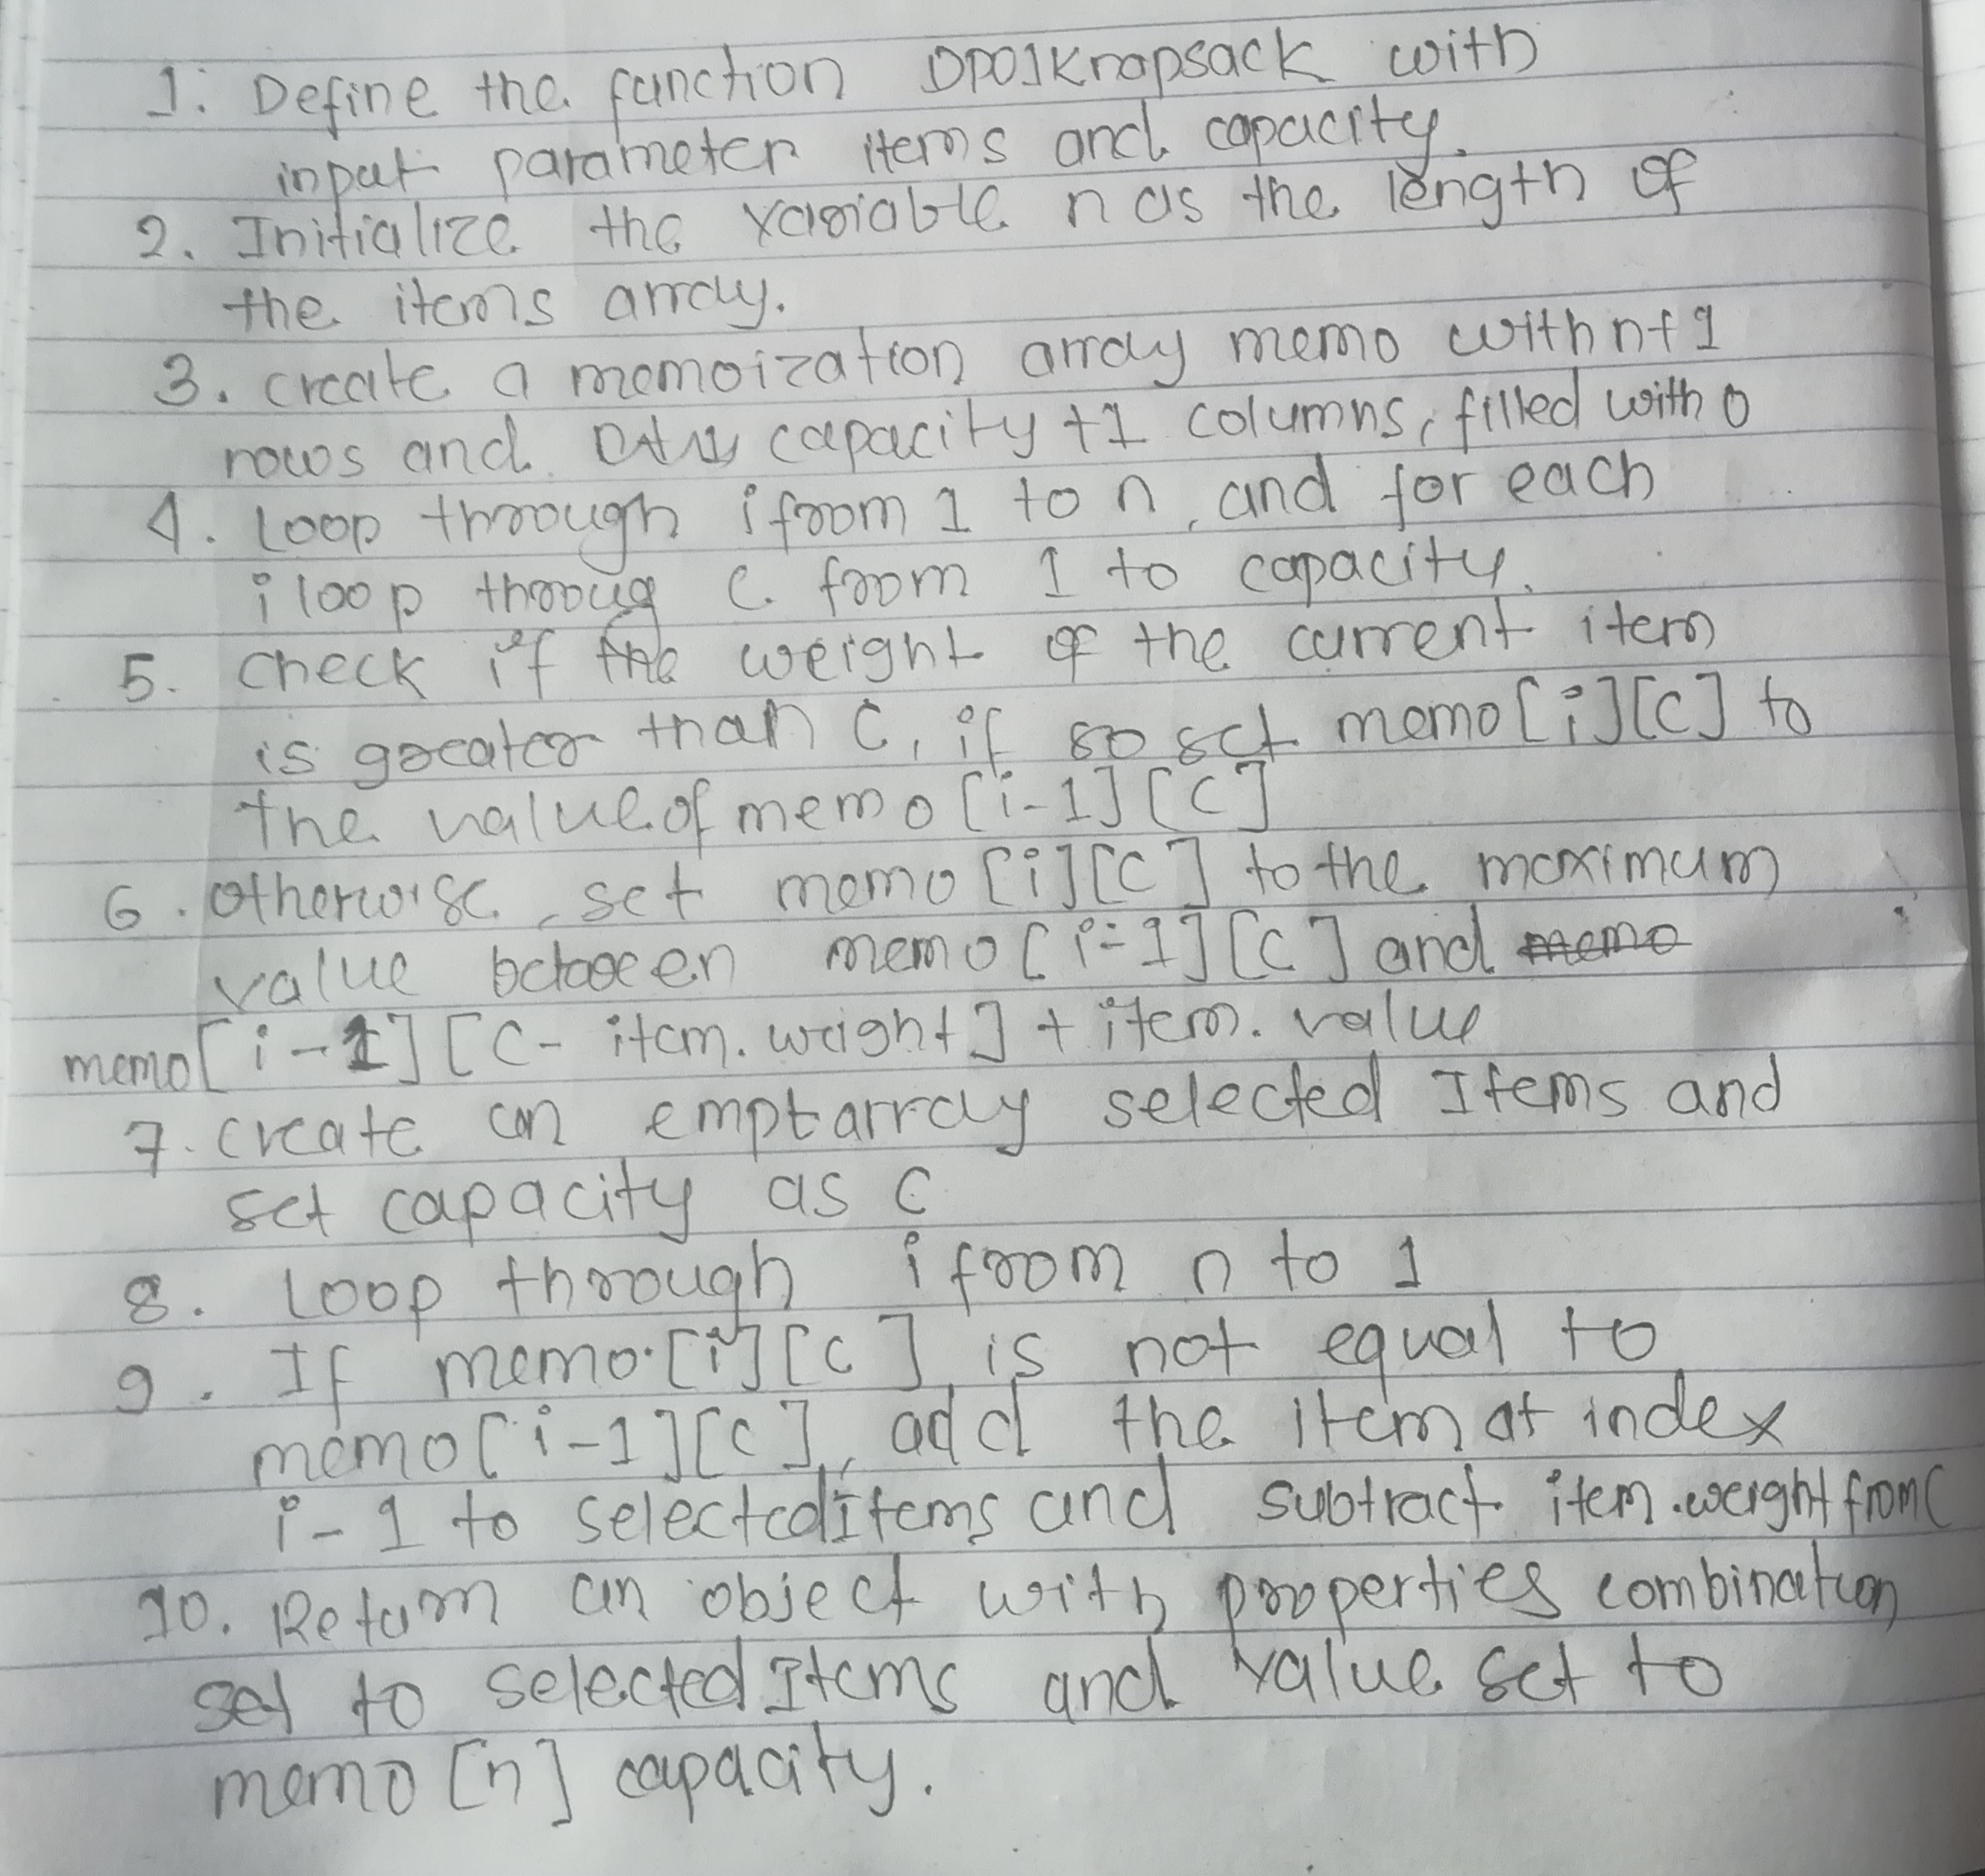 1. Define the function DP01Knapsack with
input parameter items and capacity.
2. Initialize the variable n as the length of
the items array.
3. create a memoization array memo with n+1
rows and capacity +1 columns, filled with 0
4. Loop through i from 1 to n, and for each
i loop throug c from 1 to capacity.
5. check if the weight of the current item
is greater than C, if so set memo[i][C] to
the value of memo [i-1][C]
6. otherwise, set memo [i][C] to the maximum
value between memo [i-1][C] and memo
memo[i-1][C- item.weight] + item.value
7. create an empt array selected Items and
set capacity as C
8. Loop through i from n to 1
9. If memo.[i][c] is not equal to
memo[i-1][c], add the item at index
i-1 to selectedItems and subtract item.weight from C
10. Return an object with properties combination
set to selected Items and value set to
memo [n] capacity.